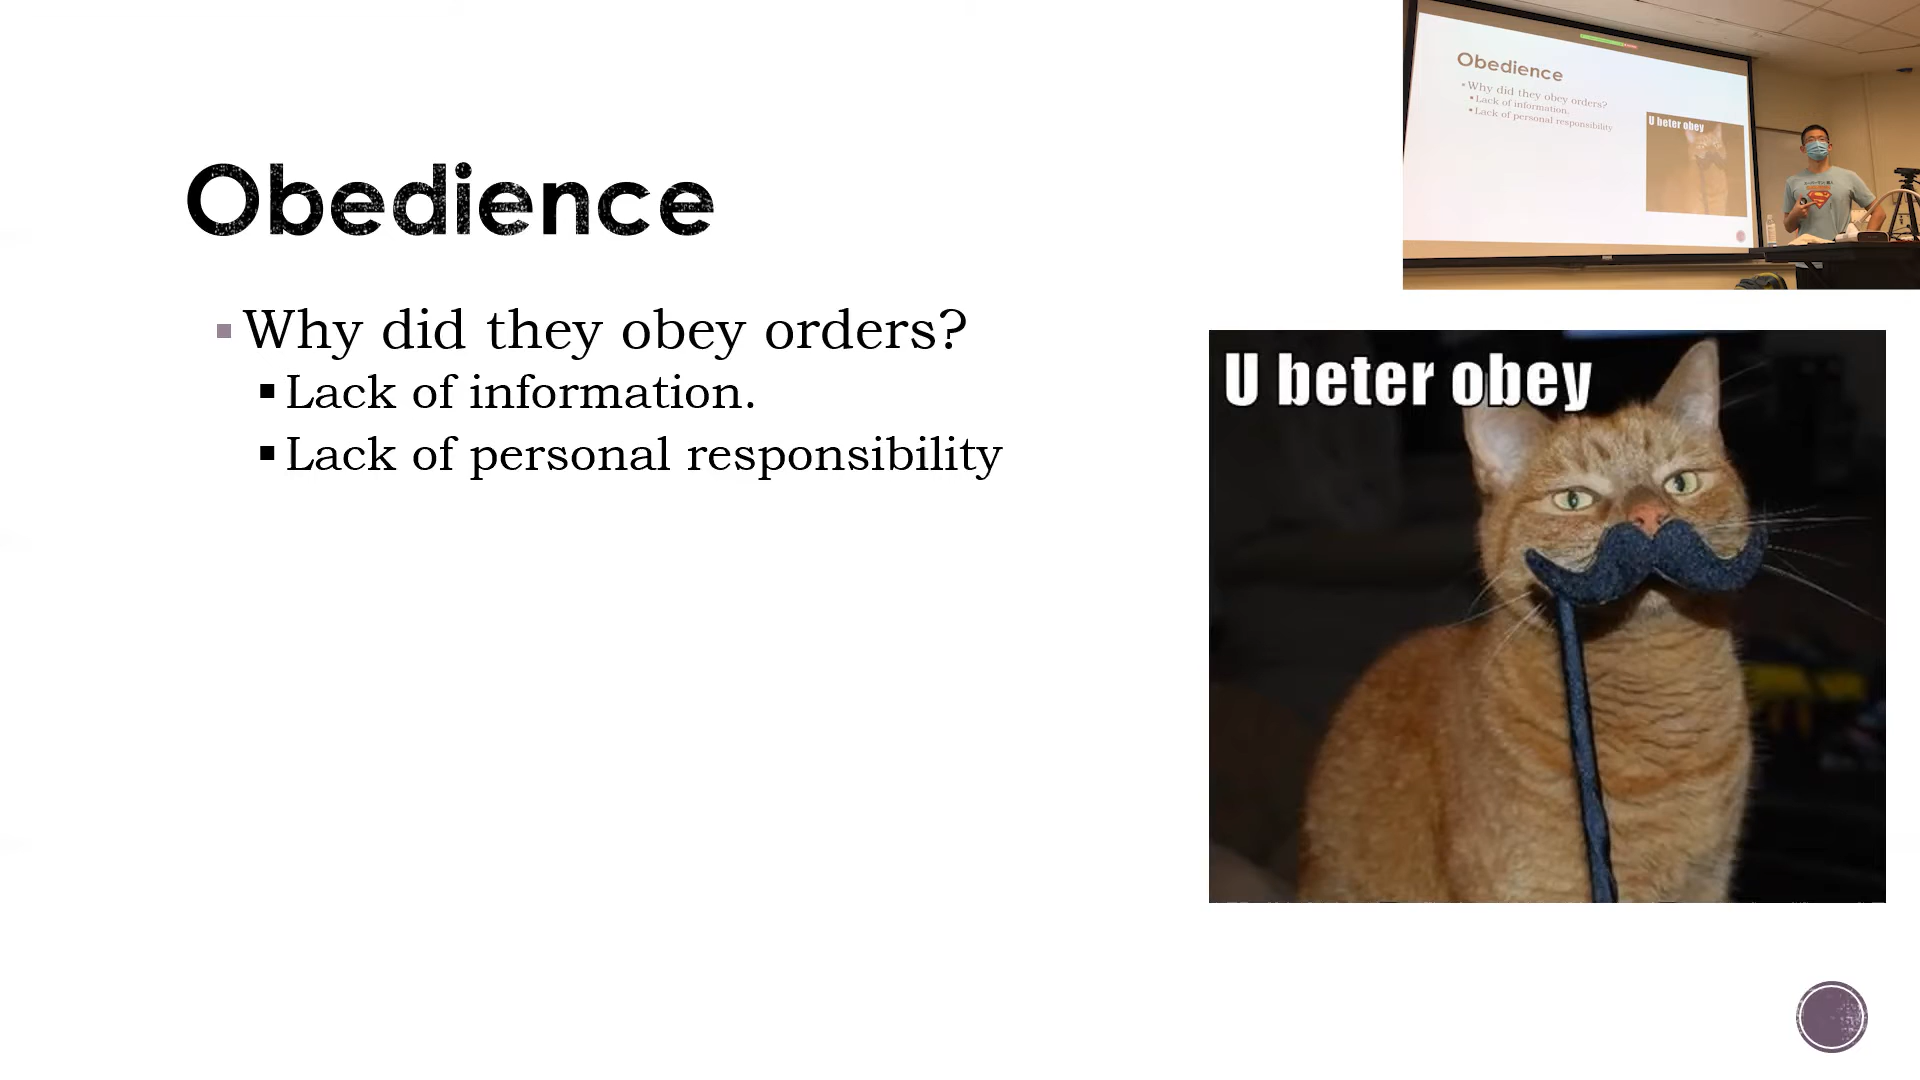 Obedience
Why did they obey orders?
Lack of information.
Lack of personal responsibility
U beter obey
Obedience
Why did they obey orders?
Lack of information.
Lack of personal responsibility
U beter obey